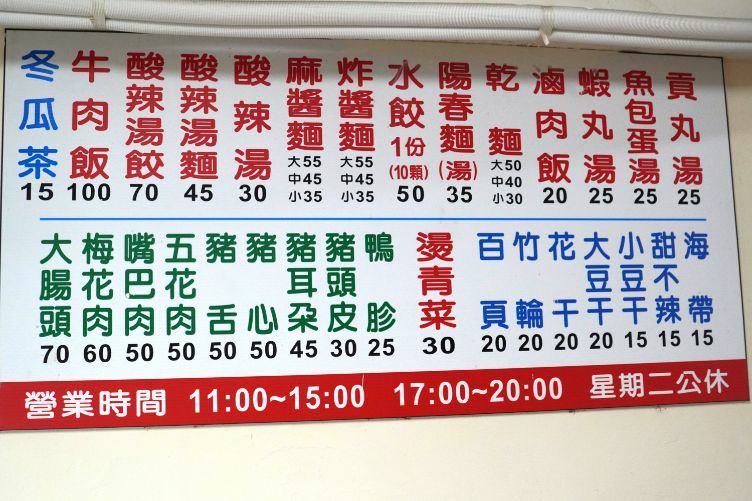 貢丸湯 25
魚包蛋湯 25
蝦丸湯 25
滷肉飯 20
乾麵 大50 中40 小30
陽春麵(湯) 35
水餃1份(10顆) 50
炸醬麵 大55 中45 小35
麻醬麵 大55 中45 小35
酸辣湯 30
酸辣湯麵 45
酸辣湯餃 70
牛肉飯 100
冬瓜茶 15
海帶 15
甜不辣 15
小豆干 15
大豆干 20
花干 20
竹輪 20
百頁 20
燙青菜 30
鴨胗 25
豬頭皮 30
豬耳朵 45
豬心 50
豬舌 50
五花肉 50
嘴巴肉 50
梅花肉 60
大腸頭 70
營業時間 11:00~15:00 17:00~20:00 星期二公休